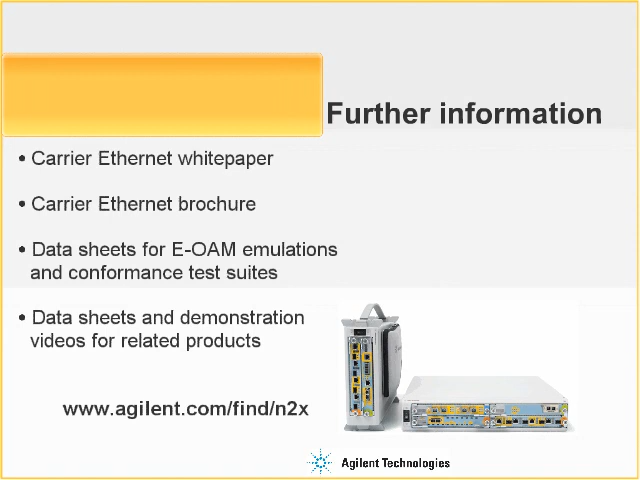 Further information
• Carrier Ethernet whitepaper
• Carrier Ethernet brochure
• Data sheets for E-OAM emulations
and conformance test suites
• Data sheets and demonstration
videos for related products
www.agilent.com/find/n2x
Agilent Technologies